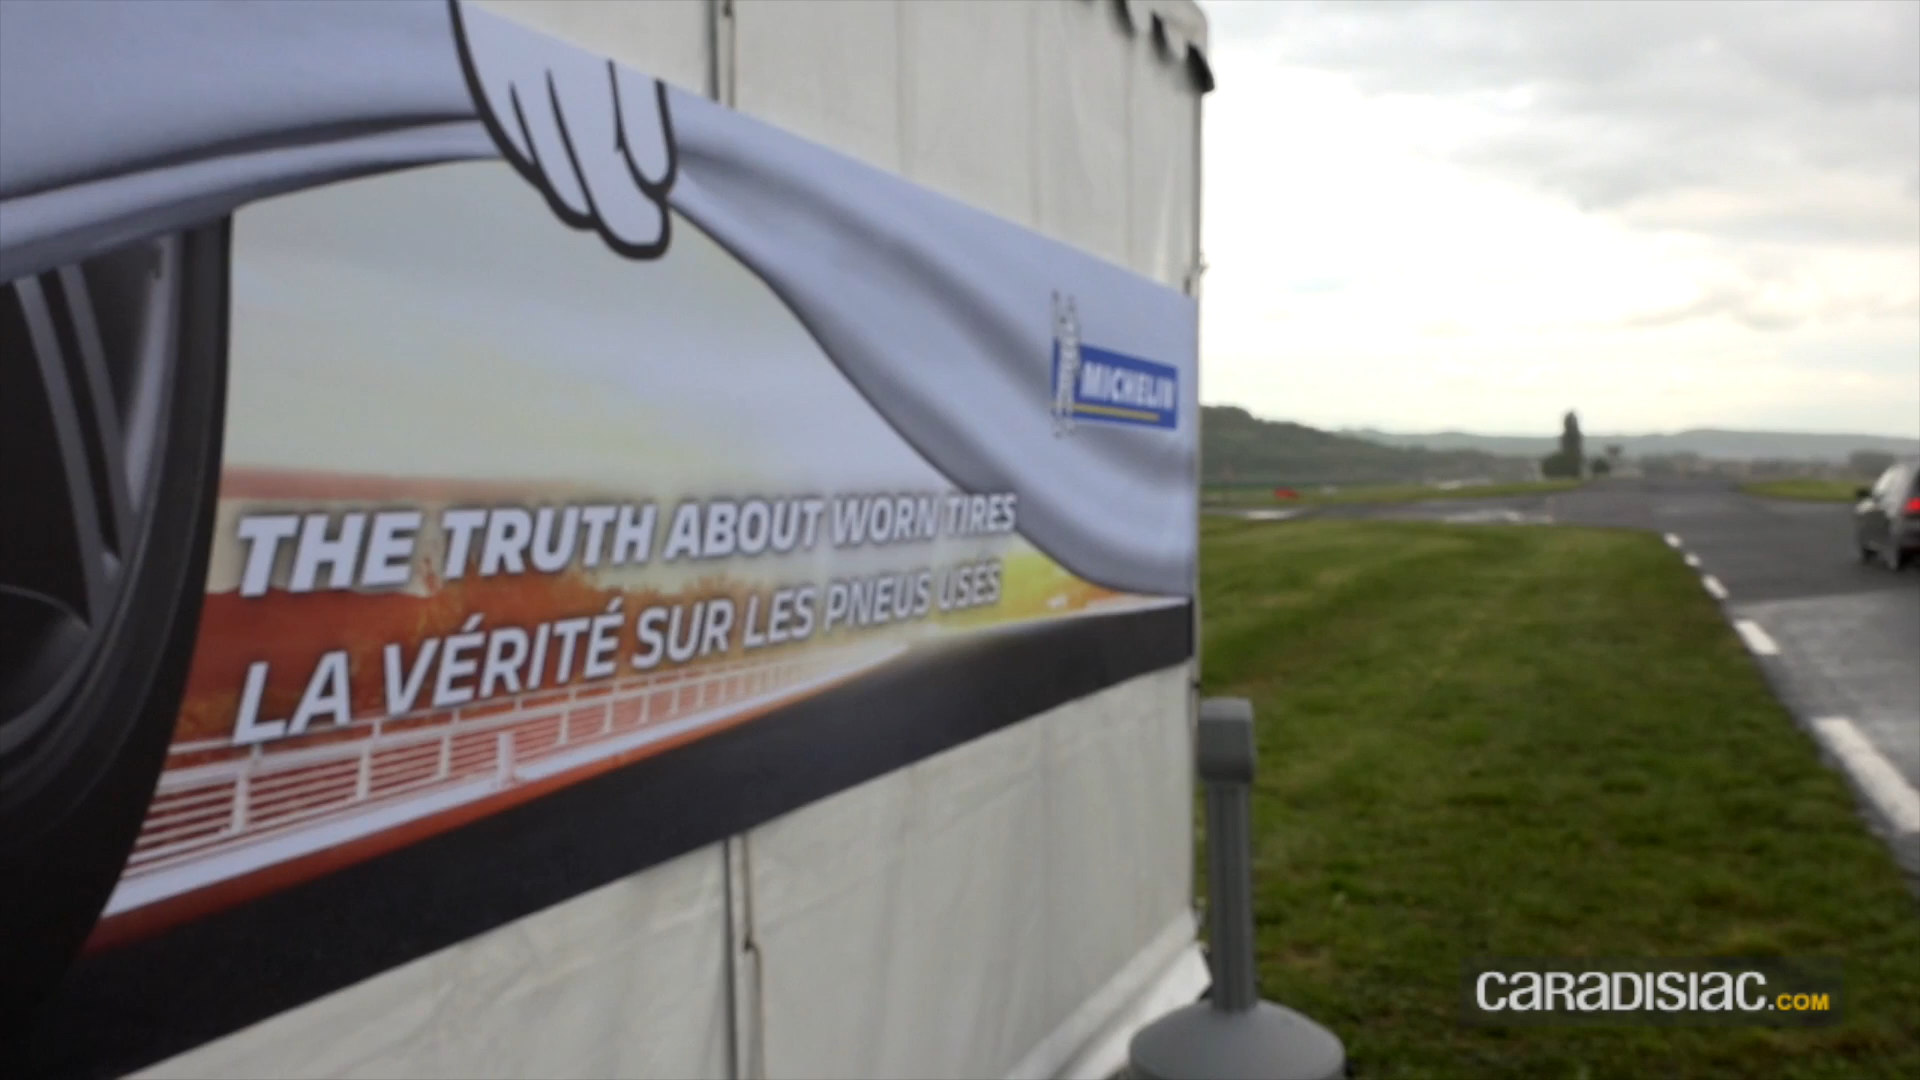 MICHELIN
THE TRUTH ABOUT WORN TIRES
LA VÉRITÉ SUR LES PNEUS USÉS
CARADISIAC.COM